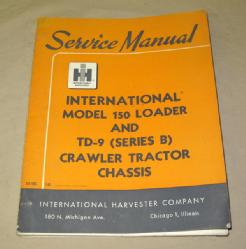 Service Manual
IH
INTERNATIONAL
MODEL 150 LOADER
AND
TD-9 (SERIES B)
CRAWLER TRACTOR
CHASSIS
INTERNATIONAL HARVESTER COMPANY
180 N. Michigan Ave. Chicago 1, Illinois